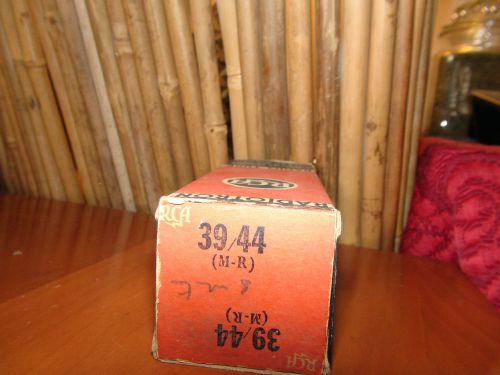 RCA
RADIOTRON
RCA
39/44
(M-R)
39/44
(M-R)
RCA